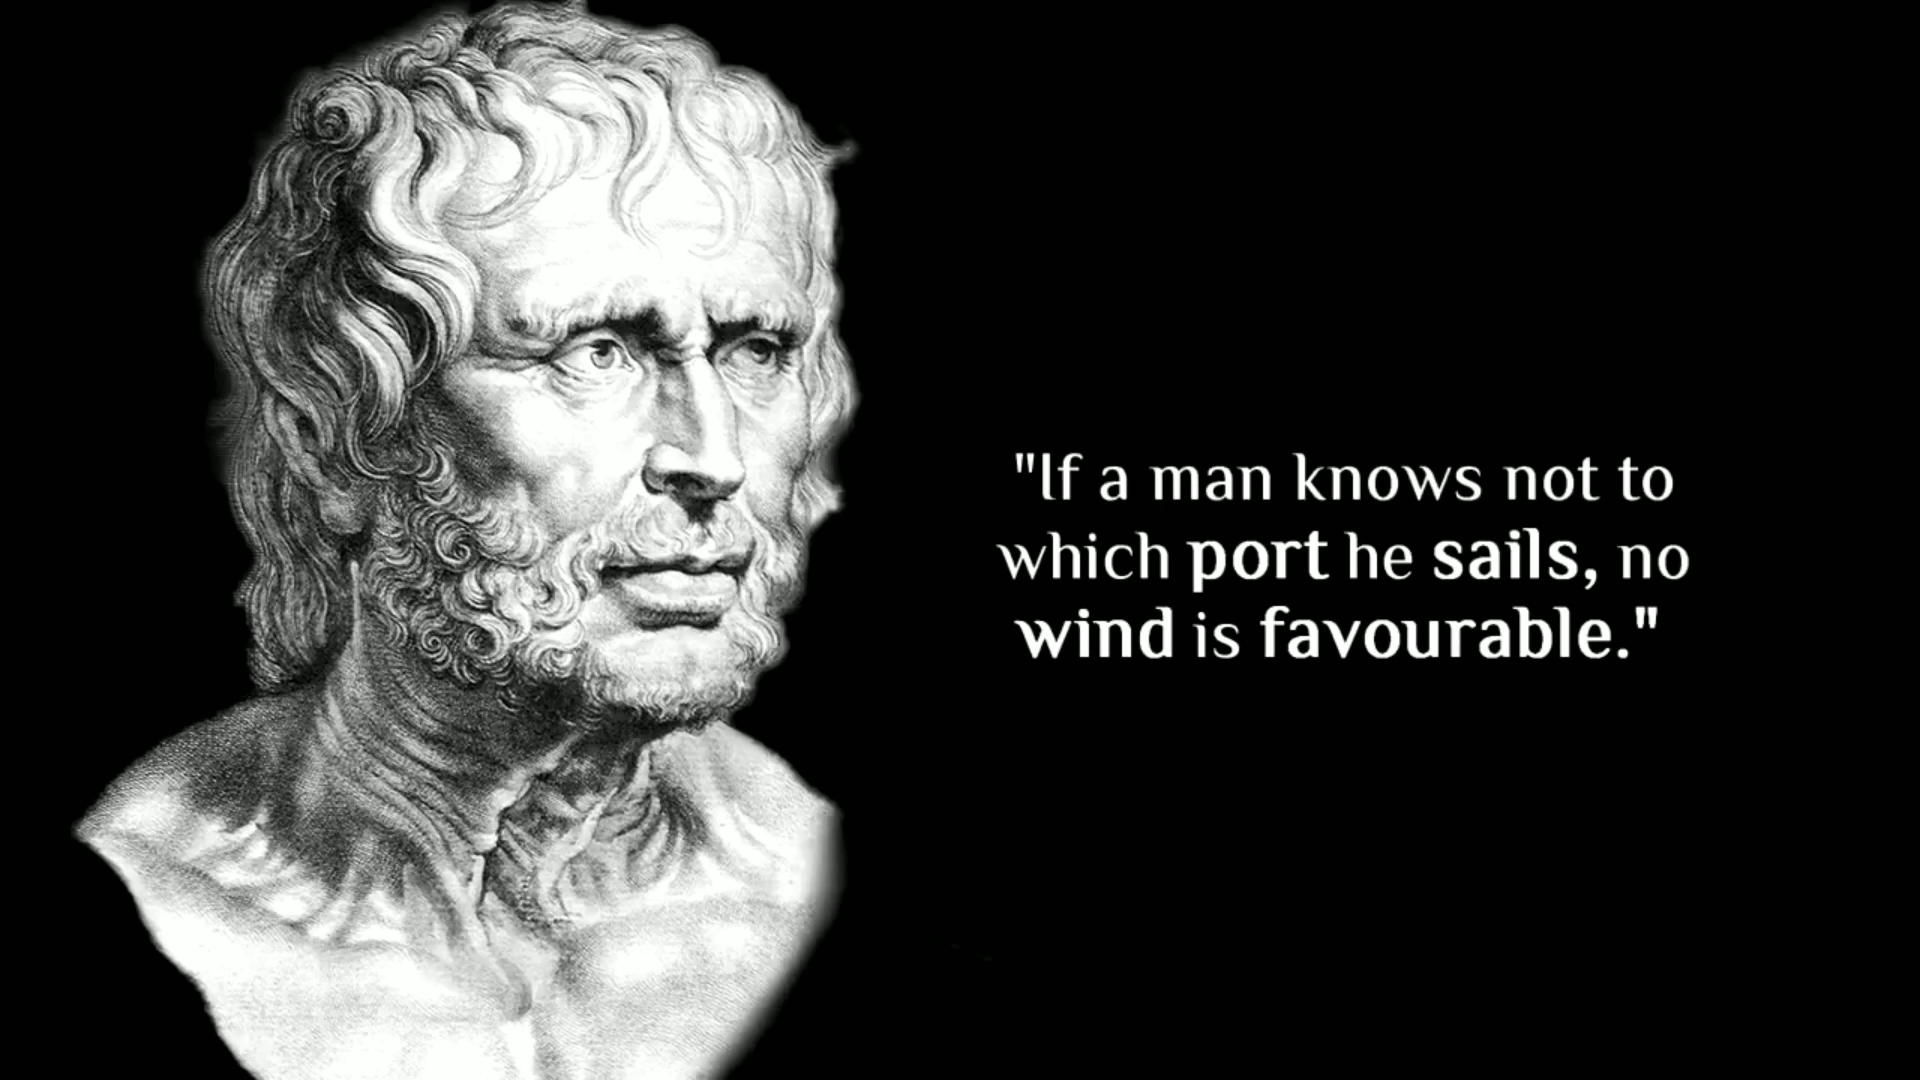 "If a man knows not to
which port he sails, no
wind is favourable."